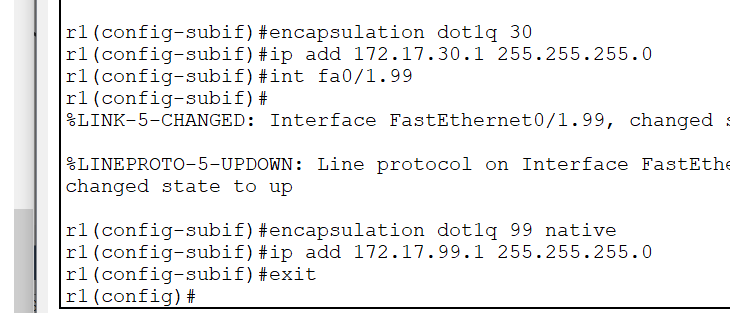 r1(config-subif)#encapsulation dot1q 30
r1(config-subif)#ip add 172.17.30.1 255.255.255.0
r1(config-subif)#int fa0/1.99
r1(config-subif)#
%LINK-5-CHANGED: Interface FastEthernet0/1.99, changed
%LINEPROTO-5-UPDOWN: Line protocol on Interface FastEthe
changed state to up
r1(config-subif)#encapsulation dot1q 99 native
r1(config-subif)#ip add 172.17.99.1 255.255.255.0
r1(config-subif)#exit
r1(config)#